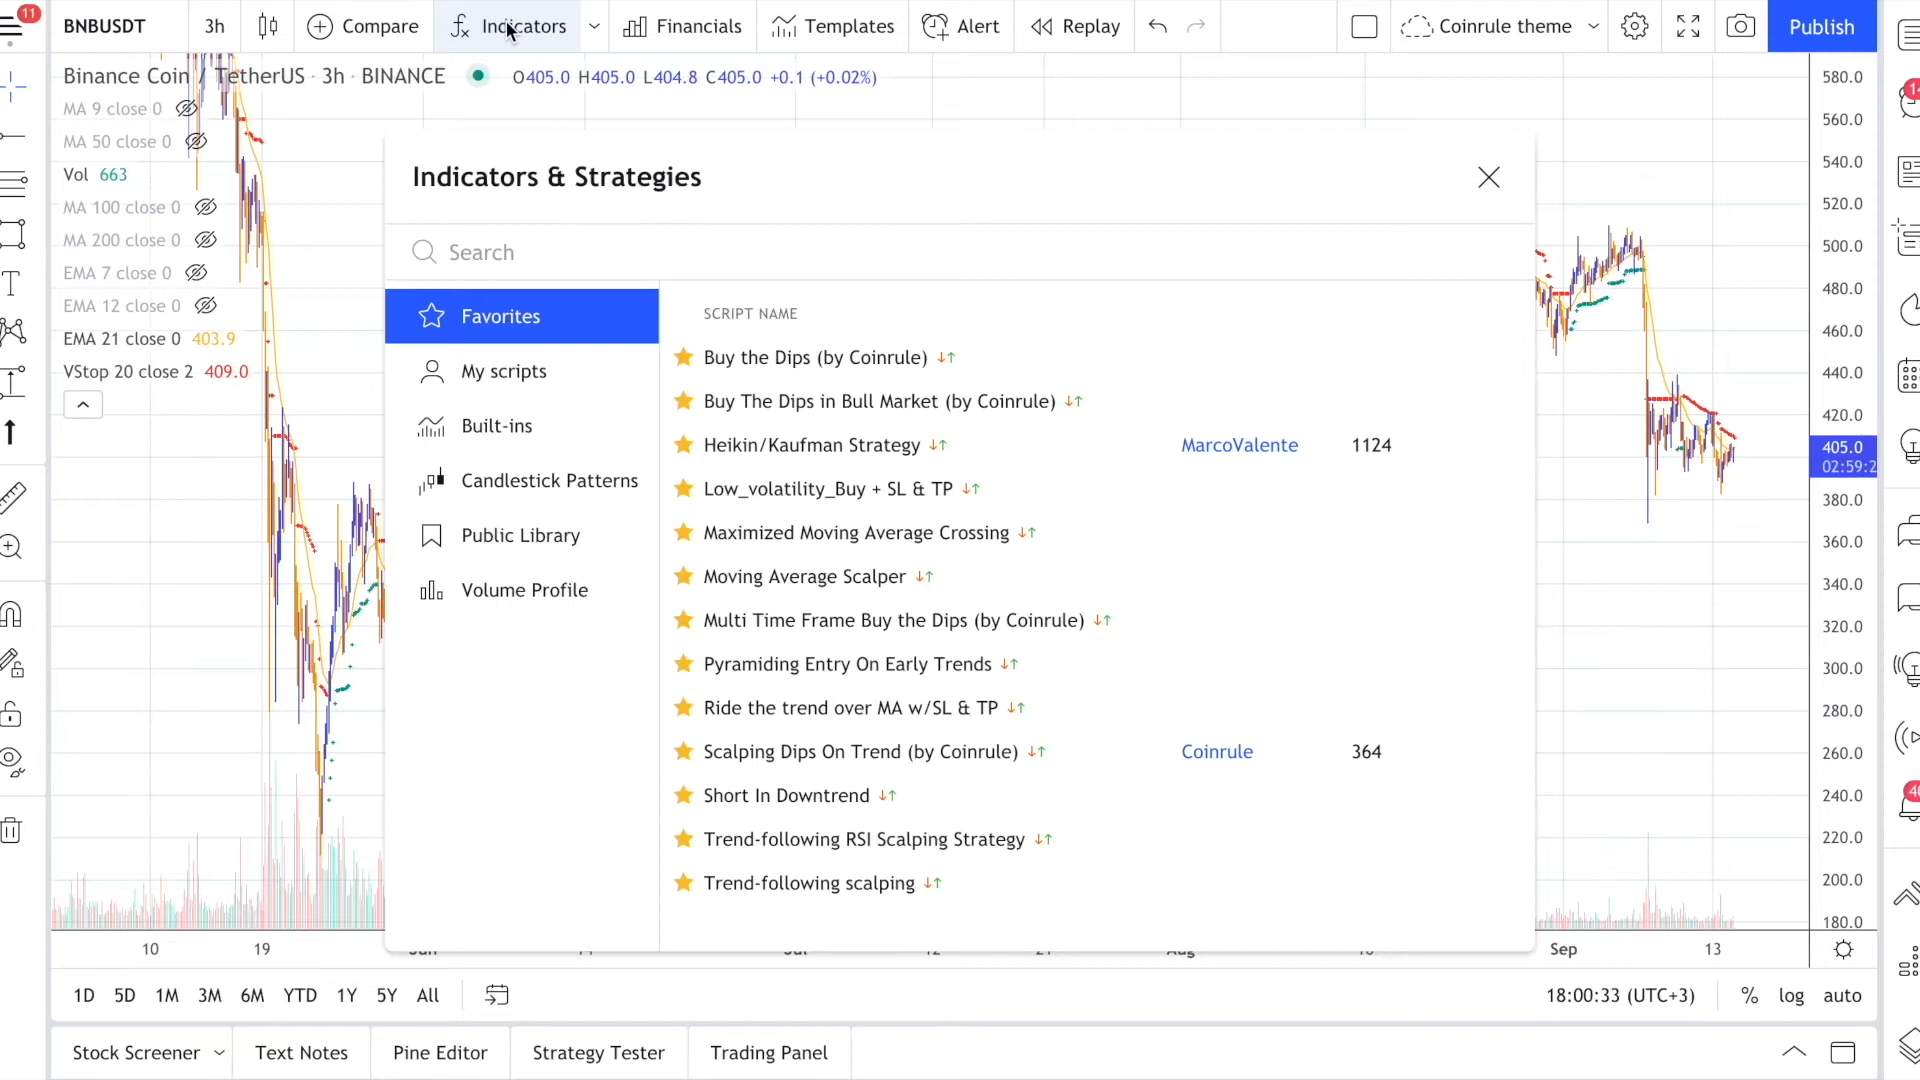 11
BNBUSDT
3h
Compare
Indicators
Financials
Templates
Alert
Replay
Coinrule theme
Publish
Binance Coin / TetherUS · 3h · BINANCE
O405.0 H405.0 L404.8 C405.0 +0.1 (+0.02%)
MA 9 close 0
MA 50 close 0
Vol 663
MA 100 close 0
MA 200 close 0
EMA 7 close 0
EMA 12 close 0
EMA 21 close 0 403.9
VStop 20 close 2 409.0
Indicators & Strategies
Search
Favorites
My scripts
Built-ins
Candlestick Patterns
Public Library
Volume Profile
SCRIPT NAME
Buy the Dips (by Coinrule)
Buy The Dips in Bull Market (by Coinrule)
Heikin/Kaufman Strategy MarcoValente 1124
Low_volatility_Buy + SL & TP
Maximized Moving Average Crossing
Moving Average Scalper
Multi Time Frame Buy the Dips (by Coinrule)
Pyramiding Entry On Early Trends
Ride the trend over MA w/SL & TP
Scalping Dips On Trend (by Coinrule) Coinrule 364
Short In Downtrend
Trend-following RSI Scalping Strategy
Trend-following scalping
580.0
560.0
540.0
520.0
500.0
480.0
460.0
440.0
420.0
405.0
02:59:2
380.0
360.0
340.0
320.0
300.0
280.0
260.0
240.0
220.0
200.0
180.0
10
19
Sep
13
1D 5D 1M 3M 6M YTD 1Y 5Y All
18:00:33 (UTC+3)
% log auto
Stock Screener
Text Notes
Pine Editor
Strategy Tester
Trading Panel